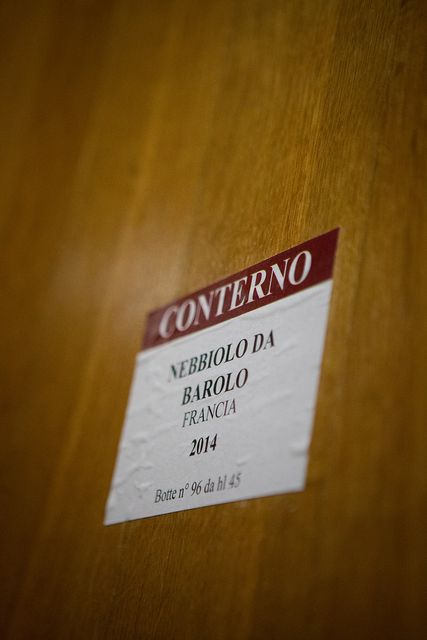 CONTERNO
NEBBIOLO DA
BAROLO
FRANCIA
2014
Botte n° 96 da hl 45